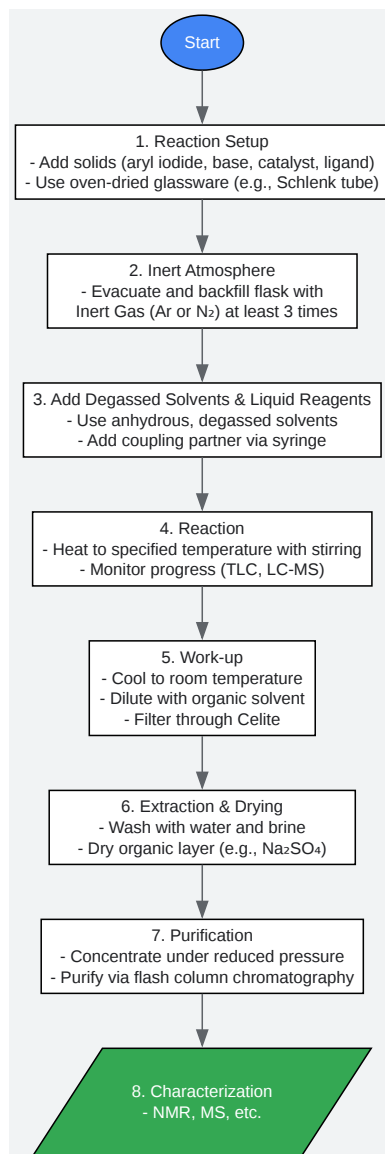 Start
1. Reaction Setup
- Add solids (aryl iodide, base, catalyst, ligand)
- Use oven-dried glassware (e.g., Schlenk tube)
2. Inert Atmosphere
- Evacuate and backfill flask with
Inert Gas (Ar or N₂) at least 3 times
3. Add Degassed Solvents & Liquid Reagents
- Use anhydrous, degassed solvents
- Add coupling partner via syringe
4. Reaction
- Heat to specified temperature with stirring
- Monitor progress (TLC, LC-MS)
5. Work-up
- Cool to room temperature
- Dilute with organic solvent
- Filter through Celite
6. Extraction & Drying
- Wash with water and brine
- Dry organic layer (e.g., Na₂SO₄)
7. Purification
- Concentrate under reduced pressure
- Purify via flash column chromatography
8. Characterization
- NMR, MS, etc.